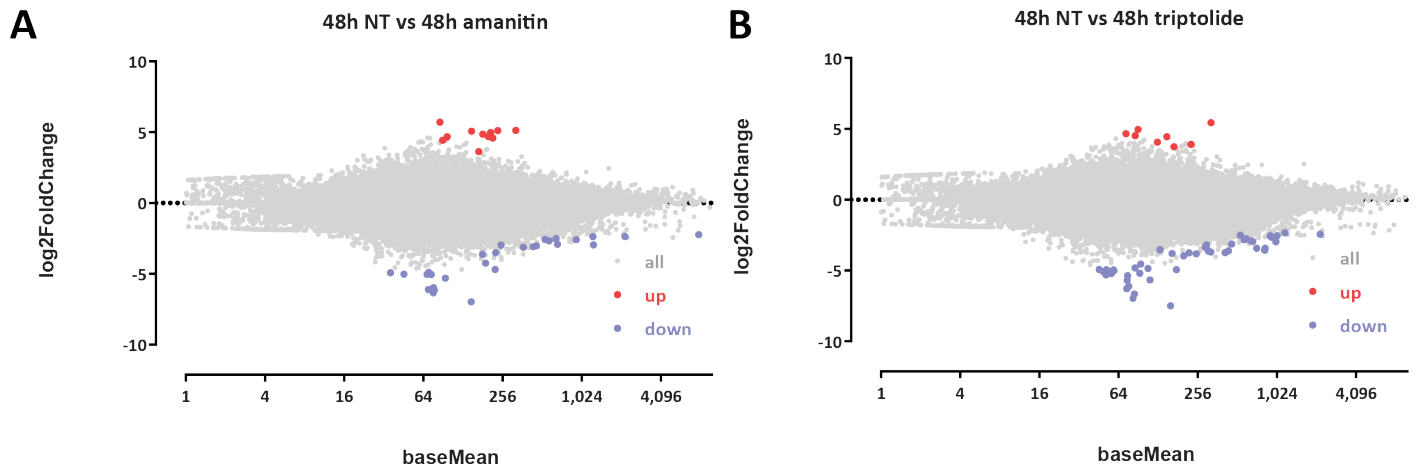 A
48h NT vs 48h amanitin
10
5
0
-5
-10
log2FoldChange
all
up
down
1 4 16 64 256 1,024 4,096
baseMean
B
48h NT vs 48h triptolide
10
5
0
-5
-10
log2FoldChange
all
up
down
1 4 16 64 256 1,024 4,096
baseMean